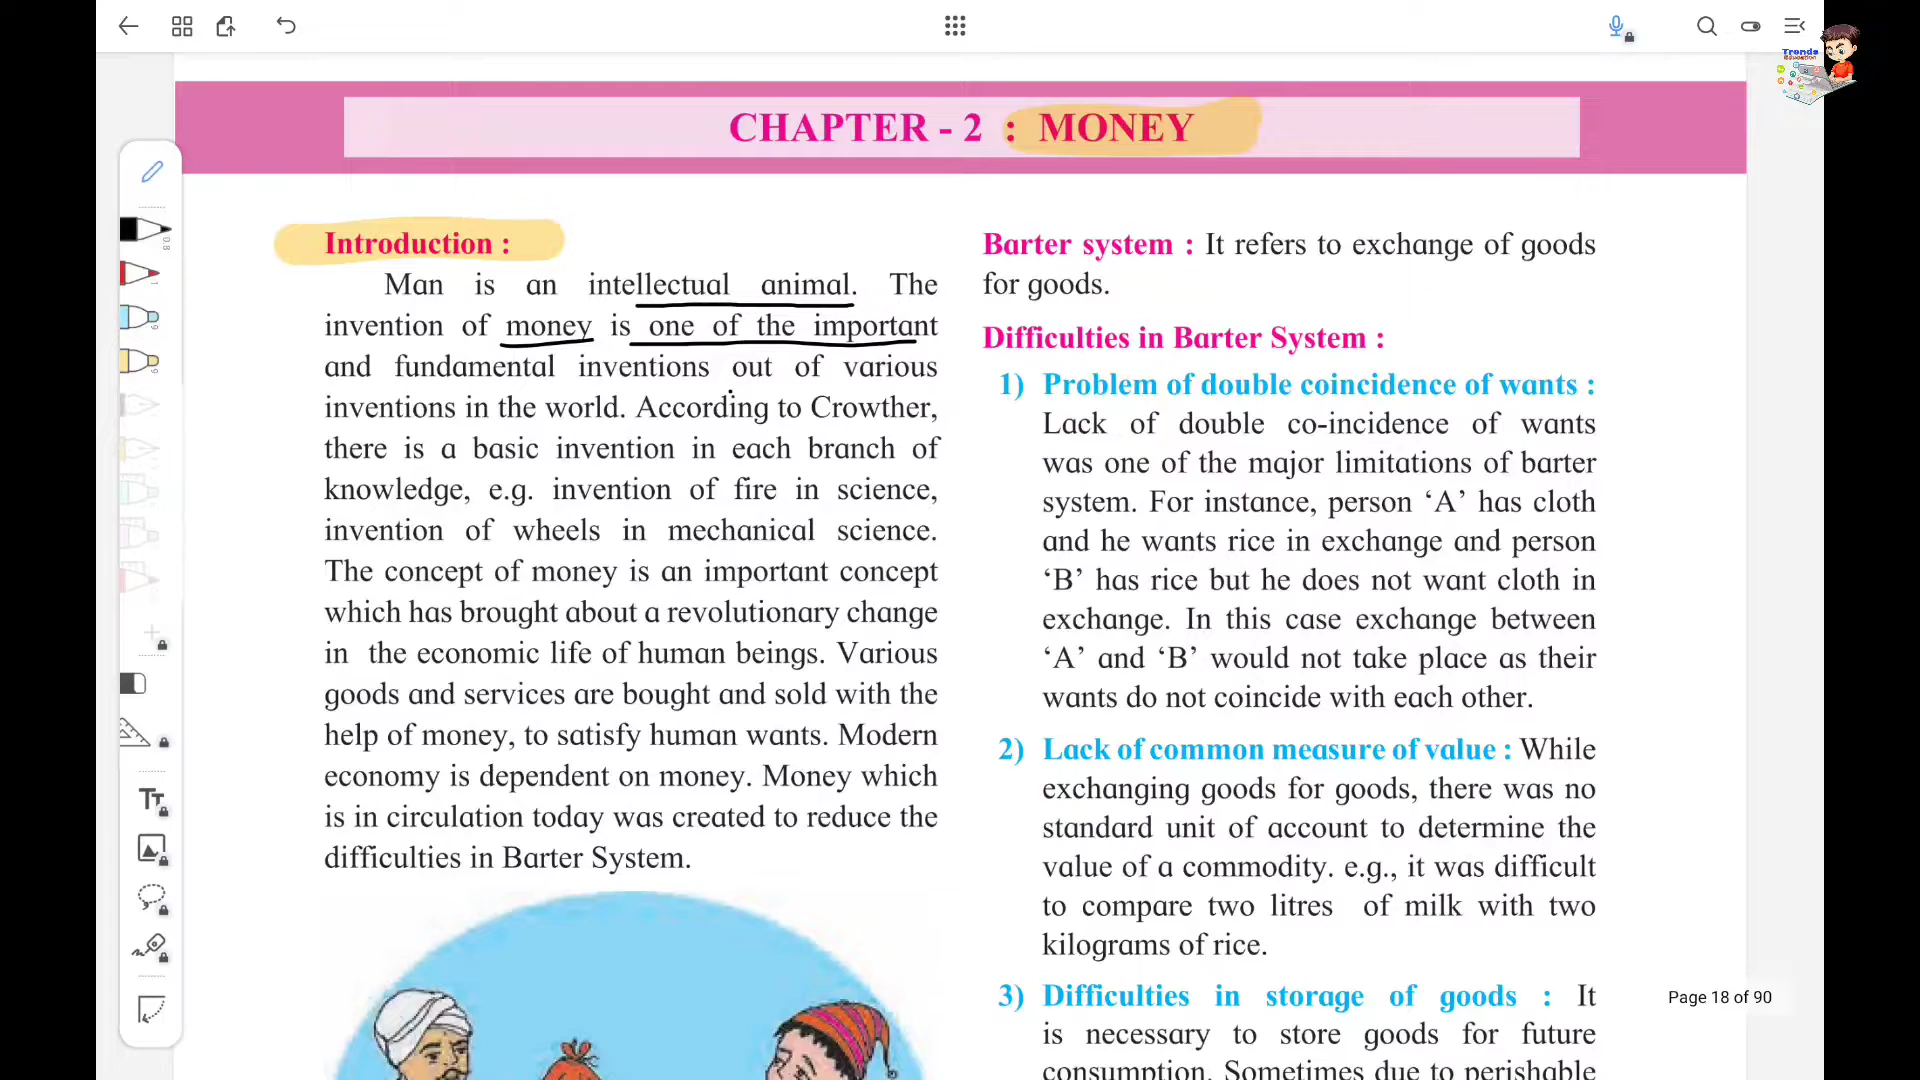 CHAPTER - 2 : MONEY
Introduction :
Man is an intellectual animal. The
invention of money is one of the important
and fundamental inventions out of various
inventions in the world. According to Crowther,
there is a basic invention in each branch of
knowledge, e.g. invention of fire in science,
invention of wheels in mechanical science.
The concept of money is an important concept
which has brought about a revolutionary change
in the economic life of human beings. Various
goods and services are bought and sold with the
help of money, to satisfy human wants. Modern
economy is dependent on money. Money which
is in circulation today was created to reduce the
difficulties in Barter System.
Barter system : It refers to exchange of goods
for goods.
Difficulties in Barter System :
1) Problem of double coincidence of wants :
Lack of double co-incidence of wants
was one of the major limitations of barter
system. For instance, person ‘A’ has cloth
and he wants rice in exchange and person
‘B’ has rice but he does not want cloth in
exchange. In this case exchange between
‘A’ and ‘B’ would not take place as their
wants do not coincide with each other.
2) Lack of common measure of value : While
exchanging goods for goods, there was no
standard unit of account to determine the
value of a commodity. e.g., it was difficult
to compare two litres of milk with two
kilograms of rice.
3) Difficulties in storage of goods : It
is necessary to store goods for future
consumption. Sometimes due to perishable
Page 18 of 90
Trends
Education
0.8
1
9
9
Tт